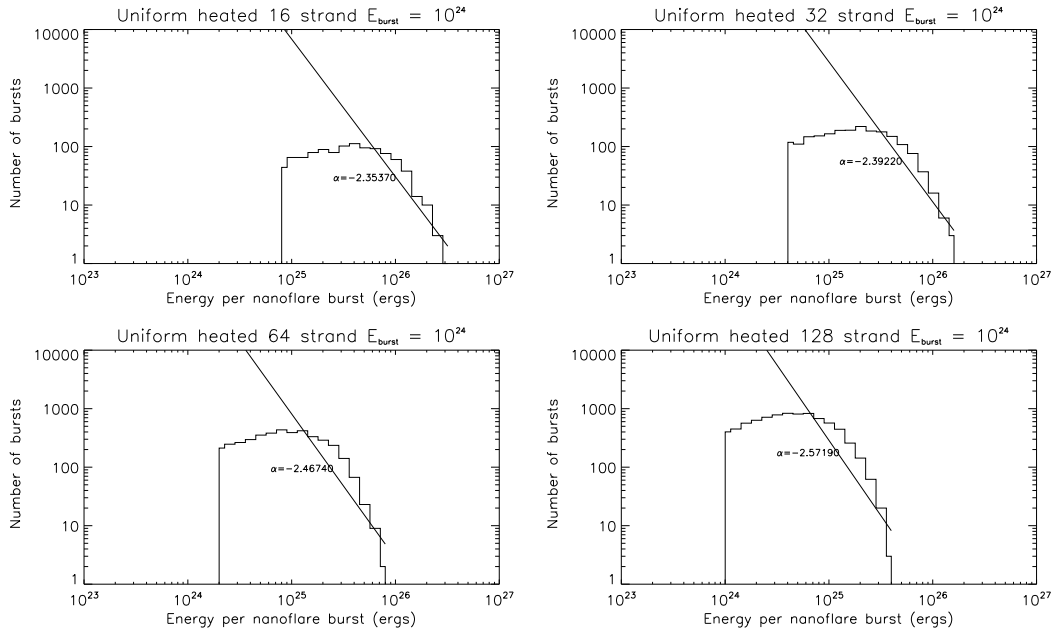 Uniform heated 16 strand E_burst = 10^24
10000
1000
100
10
1
Number of bursts
α=−2.35370
10^23 10^24 10^25 10^26 10^27
Energy per nanoflare burst (ergs)
Uniform heated 32 strand E_burst = 10^24
10000
1000
100
10
1
Number of bursts
α=−2.39220
10^23 10^24 10^25 10^26 10^27
Energy per nanoflare burst (ergs)
Uniform heated 64 strand E_burst = 10^24
10000
1000
100
10
1
Number of bursts
α=−2.46740
10^23 10^24 10^25 10^26 10^27
Energy per nanoflare burst (ergs)
Uniform heated 128 strand E_burst = 10^24
10000
1000
100
10
1
Number of bursts
α=−2.57190
10^23 10^24 10^25 10^26 10^27
Energy per nanoflare burst (ergs)